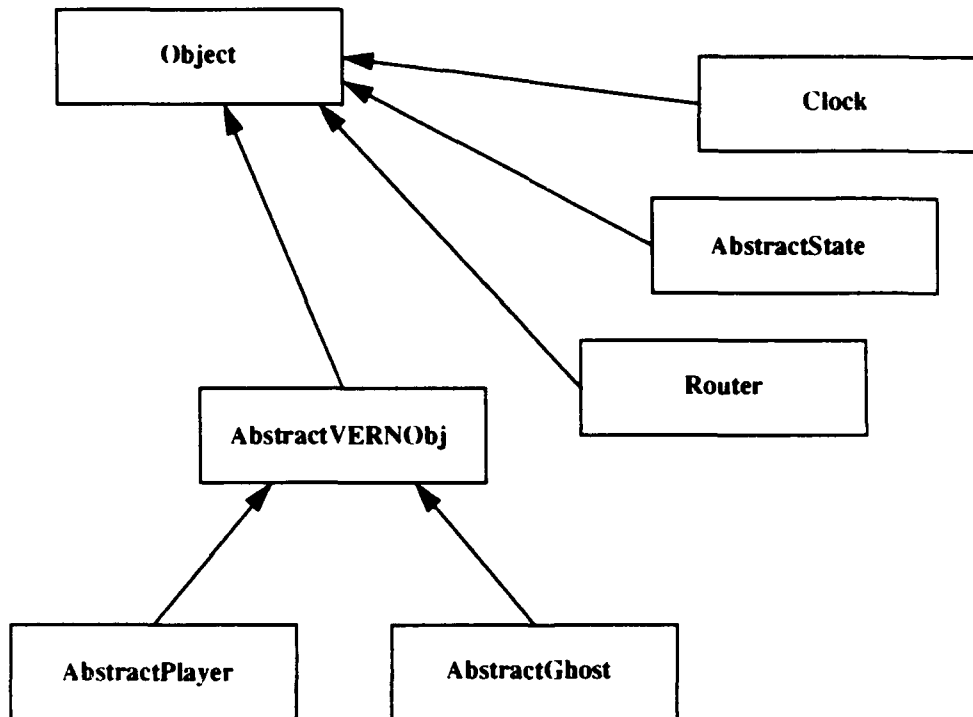 Object
Clock
AbstractState
Router
AbstractVERNObj
AbstractPlayer
AbstractGhost